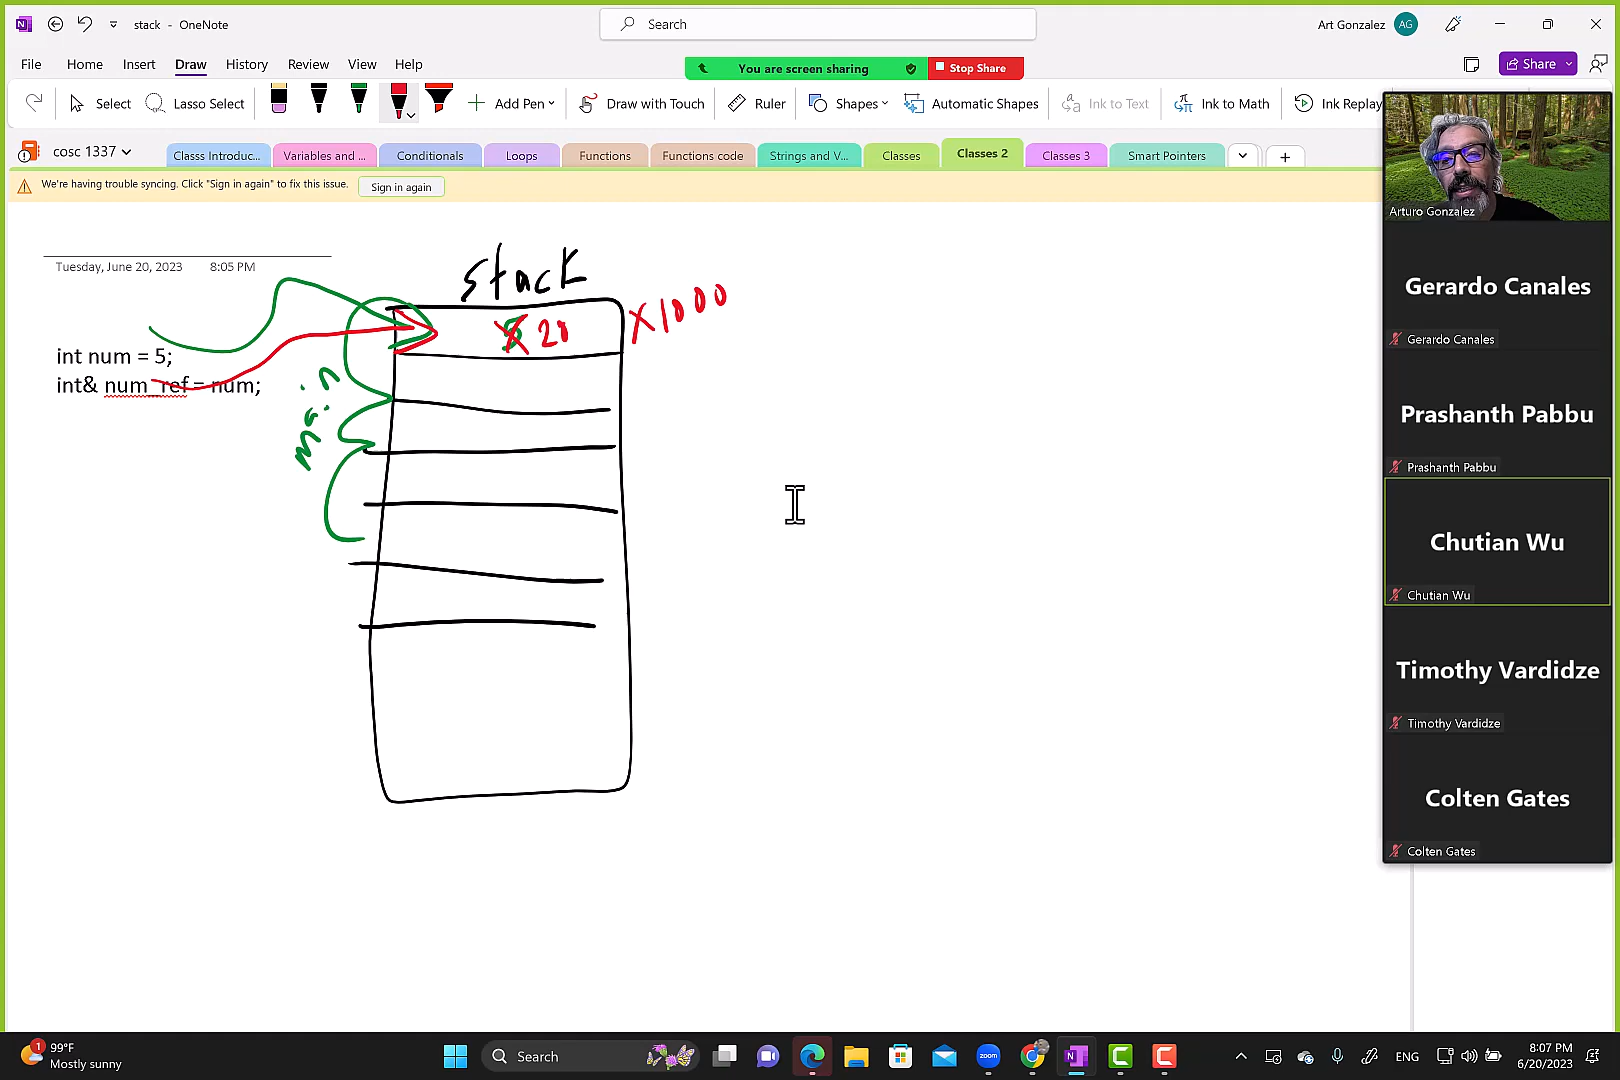 stack - OneNote
Search
Art Gonzalez
AG
File
Home
Insert
Draw
History
Review
View
Help
You are screen sharing
Stop Share
Share
Select
Lasso Select
Add Pen
Draw with Touch
Ruler
Shapes
Automatic Shapes
Ink to Text
Ink to Math
Ink Replay
cosc 1337
Classs Introduc...
Variables and ...
Conditionals
Loops
Functions
Functions code
Strings and V...
Classes
Classes 2
Classes 3
Smart Pointers
We're having trouble syncing. Click "Sign in again" to fix this issue.
Sign in again
Tuesday, June 20, 2023
8:05 PM
stack
20
X1000
int num = 5;
int& num_ref = num;
main
Arturo Gonzalez
Gerardo Canales
Gerardo Canales
Prashanth Pabbu
Prashanth Pabbu
Chutian Wu
Chutian Wu
Timothy Vardidze
Timothy Vardidze
Colten Gates
Colten Gates
1
99°F
Mostly sunny
Search
zoom
ENG
8:07 PM
6/20/2023